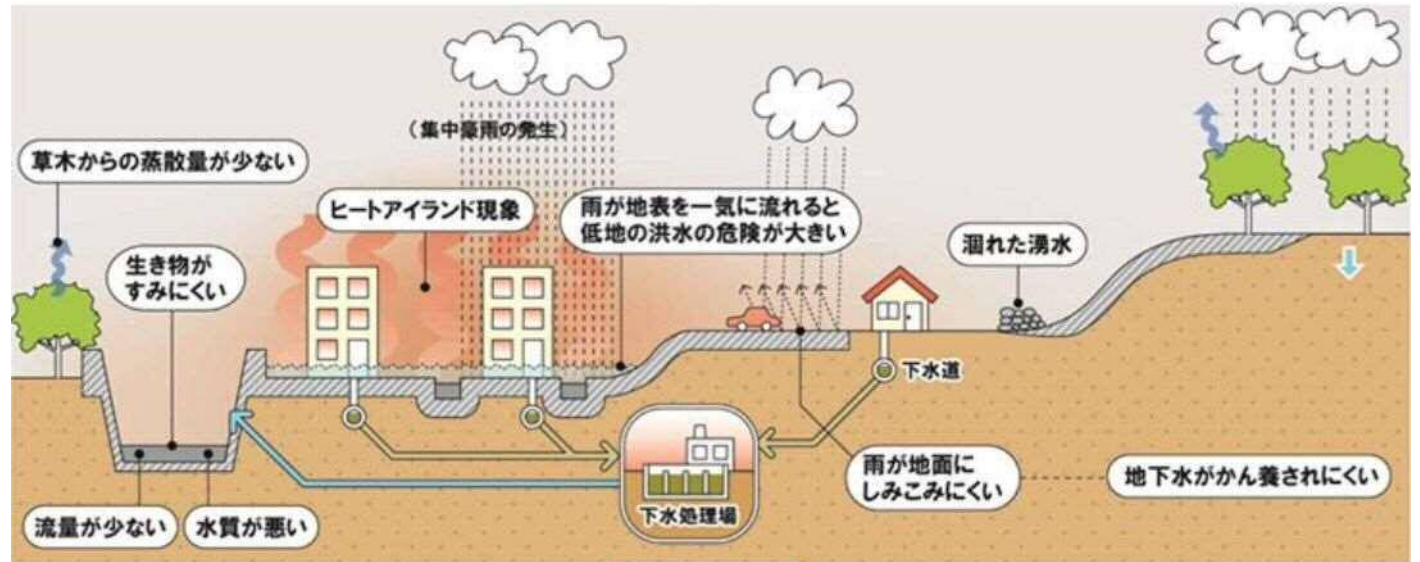 （集中豪雨の発生）
草木からの蒸散量が少ない
ヒートアイランド現象
雨が地表を一気に流れると
低地の洪水の危険が大きい
涸れた湧水
生き物が
すみにくい
下水道
雨が地面に
しみこみにくい
地下水がかん養されにくい
下水処理場
流量が少ない
水質が悪い